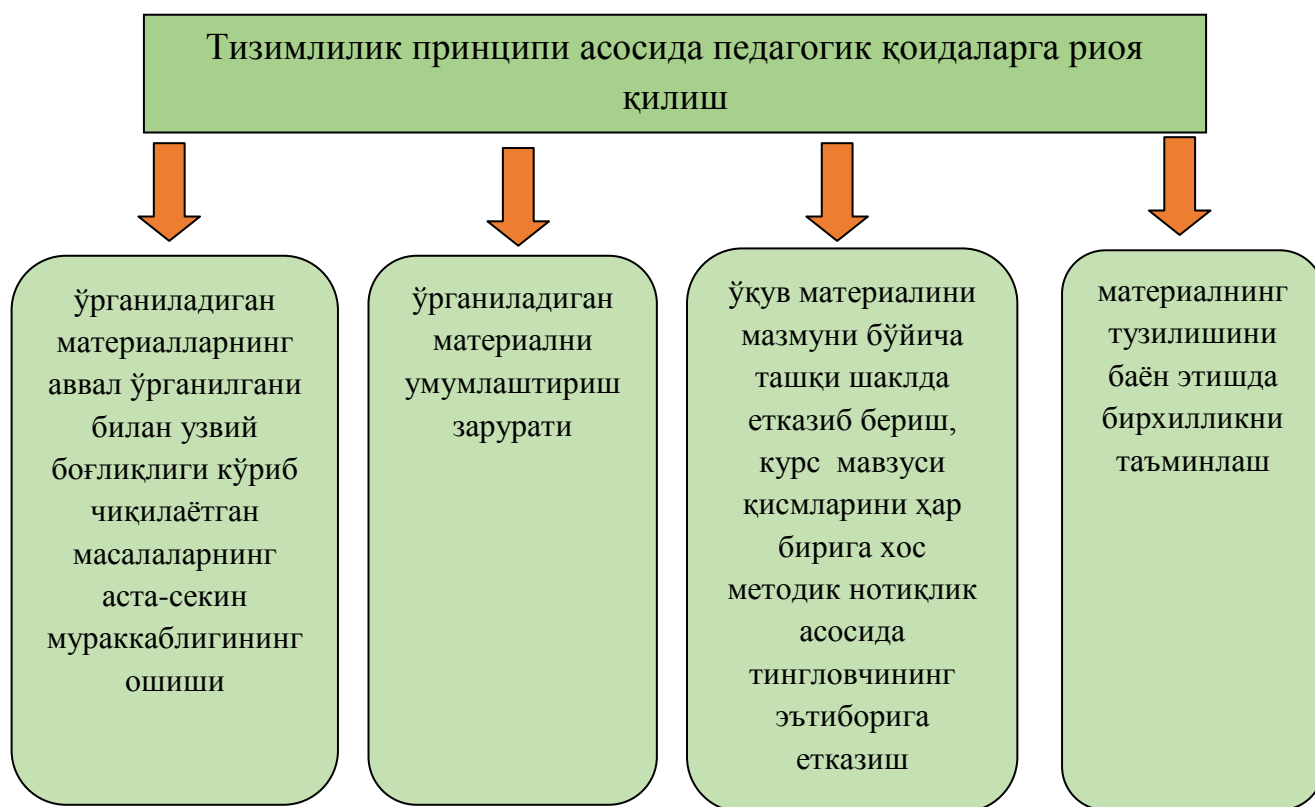 Тизимлилик принципи асосида педагогик қоидаларга риоя
қилиш
ўрганиладиган
материалларнинг
аввал ўрганилгани
билан узвий
боғлиқлиги кўриб
чиқилаётган
масалаларнинг
аста-секин
мураккаблигининг
ошиши
ўрганиладиган
материални
умумлаштириш
зарурати
ўқув материалини
мазмуни бўйича
ташқи шаклда
етказиб бериш,
курс мавзуси
қисмларини ҳар
бирига хос
методик нотиқлик
асосида
тингловчининг
эътиборига
етказиш
материалнинг
тузилишини
баён этишда
бирхилликни
таъминлаш